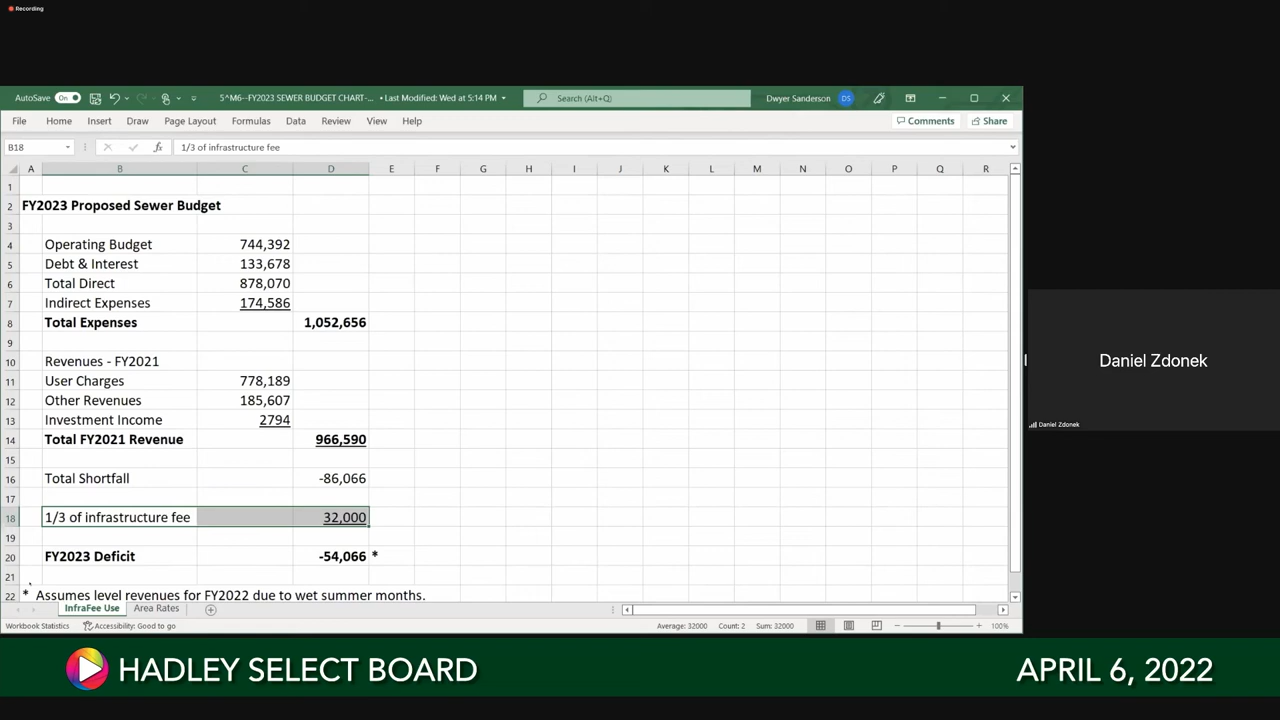 Recording
AutoSave On 5^M6--FY2023 SEWER BUDGET CHART-... • Last Modified: Wed at 5:14 PM Search (Alt+Q) Dwyer Sanderson DS
File Home Insert Draw Page Layout Formulas Data Review View Help Comments Share
B18 fx 1/3 of infrastructure fee
A B C D E F G H I J K L M N O P Q R
1
2 FY2023 Proposed Sewer Budget
3
4 Operating Budget 744,392
5 Debt & Interest 133,678
6 Total Direct 878,070
7 Indirect Expenses 174,586
8 Total Expenses 1,052,656
9
10 Revenues - FY2021
11 User Charges 778,189
12 Other Revenues 185,607
13 Investment Income 2794
14 Total FY2021 Revenue 966,590
15
16 Total Shortfall -86,066
17
18 1/3 of infrastructure fee 32,000
19
20 FY2023 Deficit -54,066 *
21
22 * Assumes level revenues for FY2022 due to wet summer months.
InfraFee Use Area Rates
Workbook Statistics Accessibility: Good to go Average: 32000 Count: 2 Sum: 32000 100%
Daniel Zdonek
Daniel Zdonek
HADLEY SELECT BOARD APRIL 6, 2022